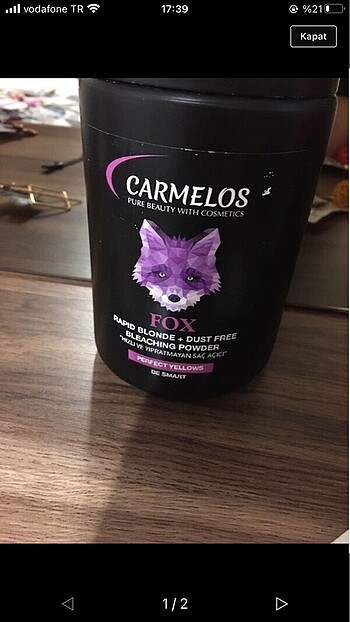 vodafone TR
17:39
%21
Kapat
CARMELOS
PURE BEAUTY WITH COSMETICS
FOX
RAPID BLONDE + DUST FREE
BLEACHING POWDER
"HIZLI VE YIPRATMAYAN SAÇ AÇICI"
PERFECT YELLOWS
BE SMART
1/2